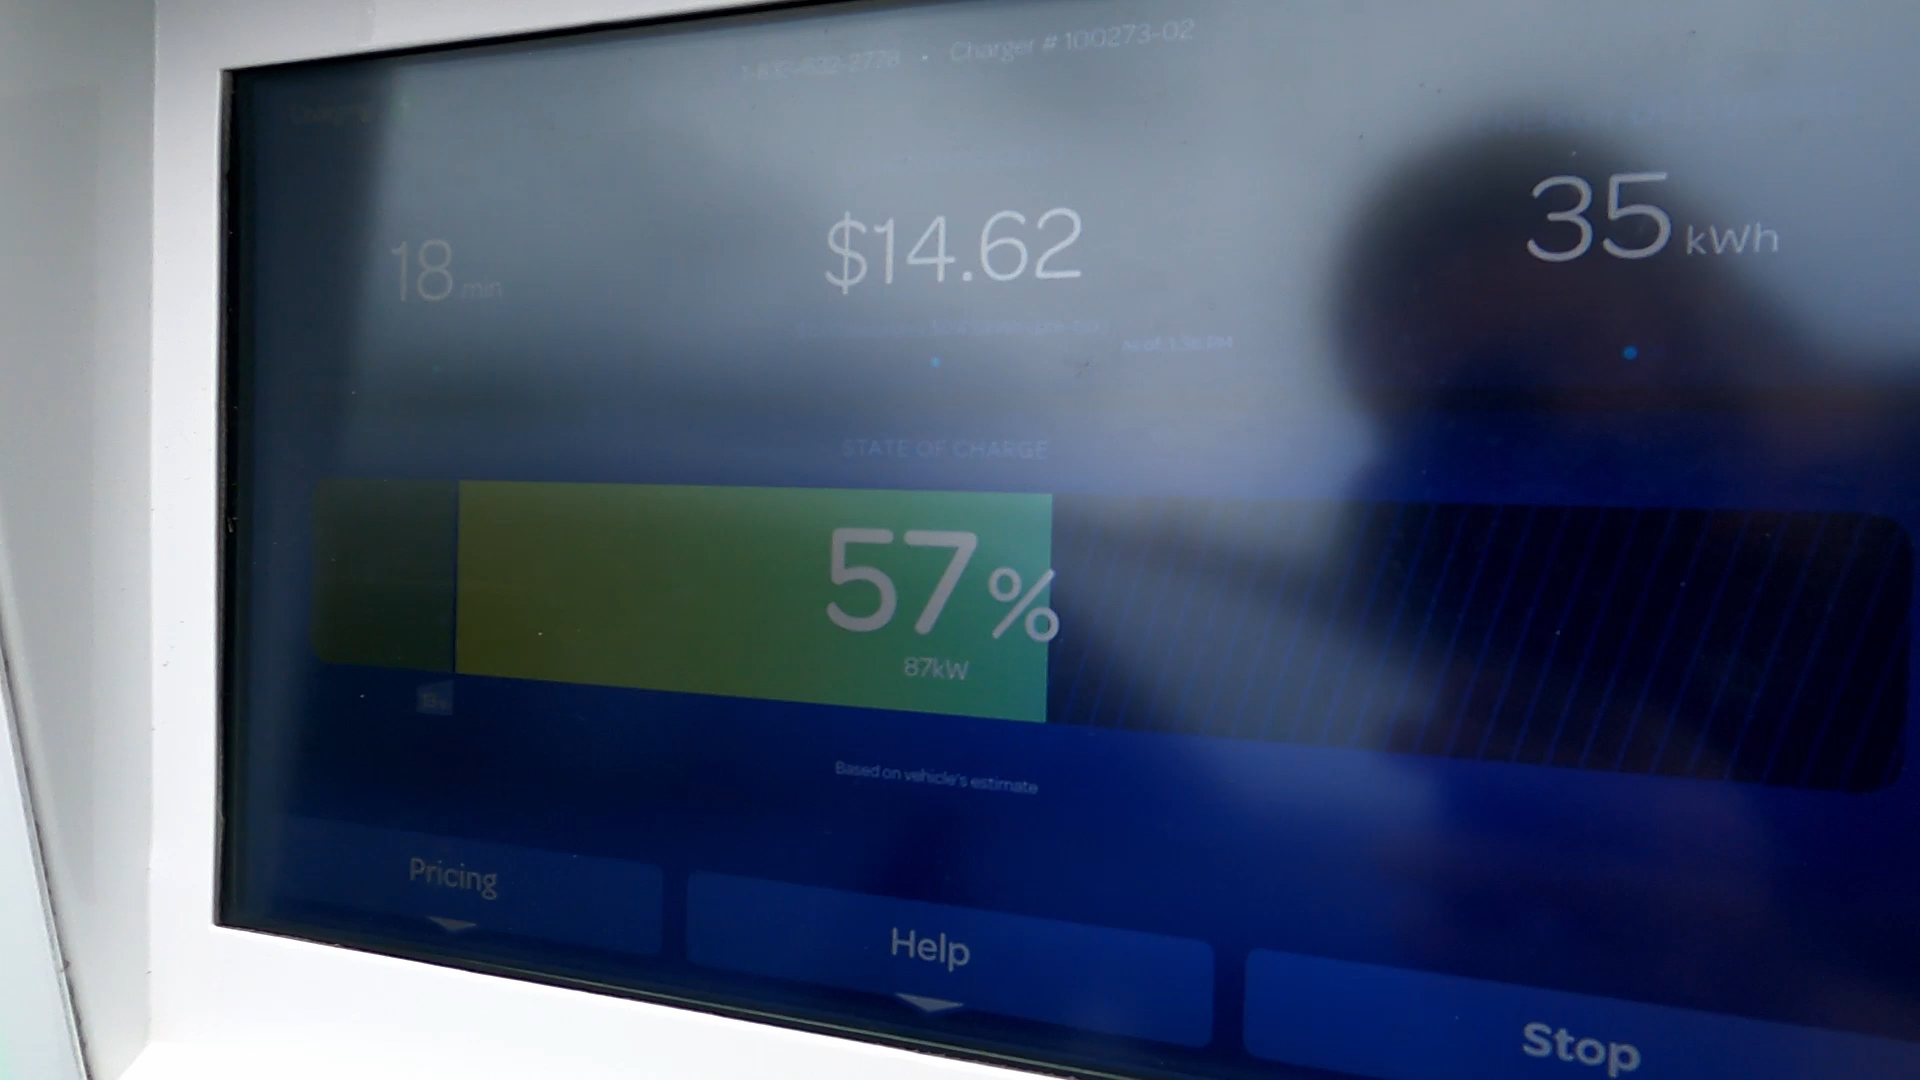 Charger # 100273-02
18 min
$14.62
35 kWh
STATE OF CHARGE
57%
87kW
Based on vehicle's estimate
Pricing
Help
Stop